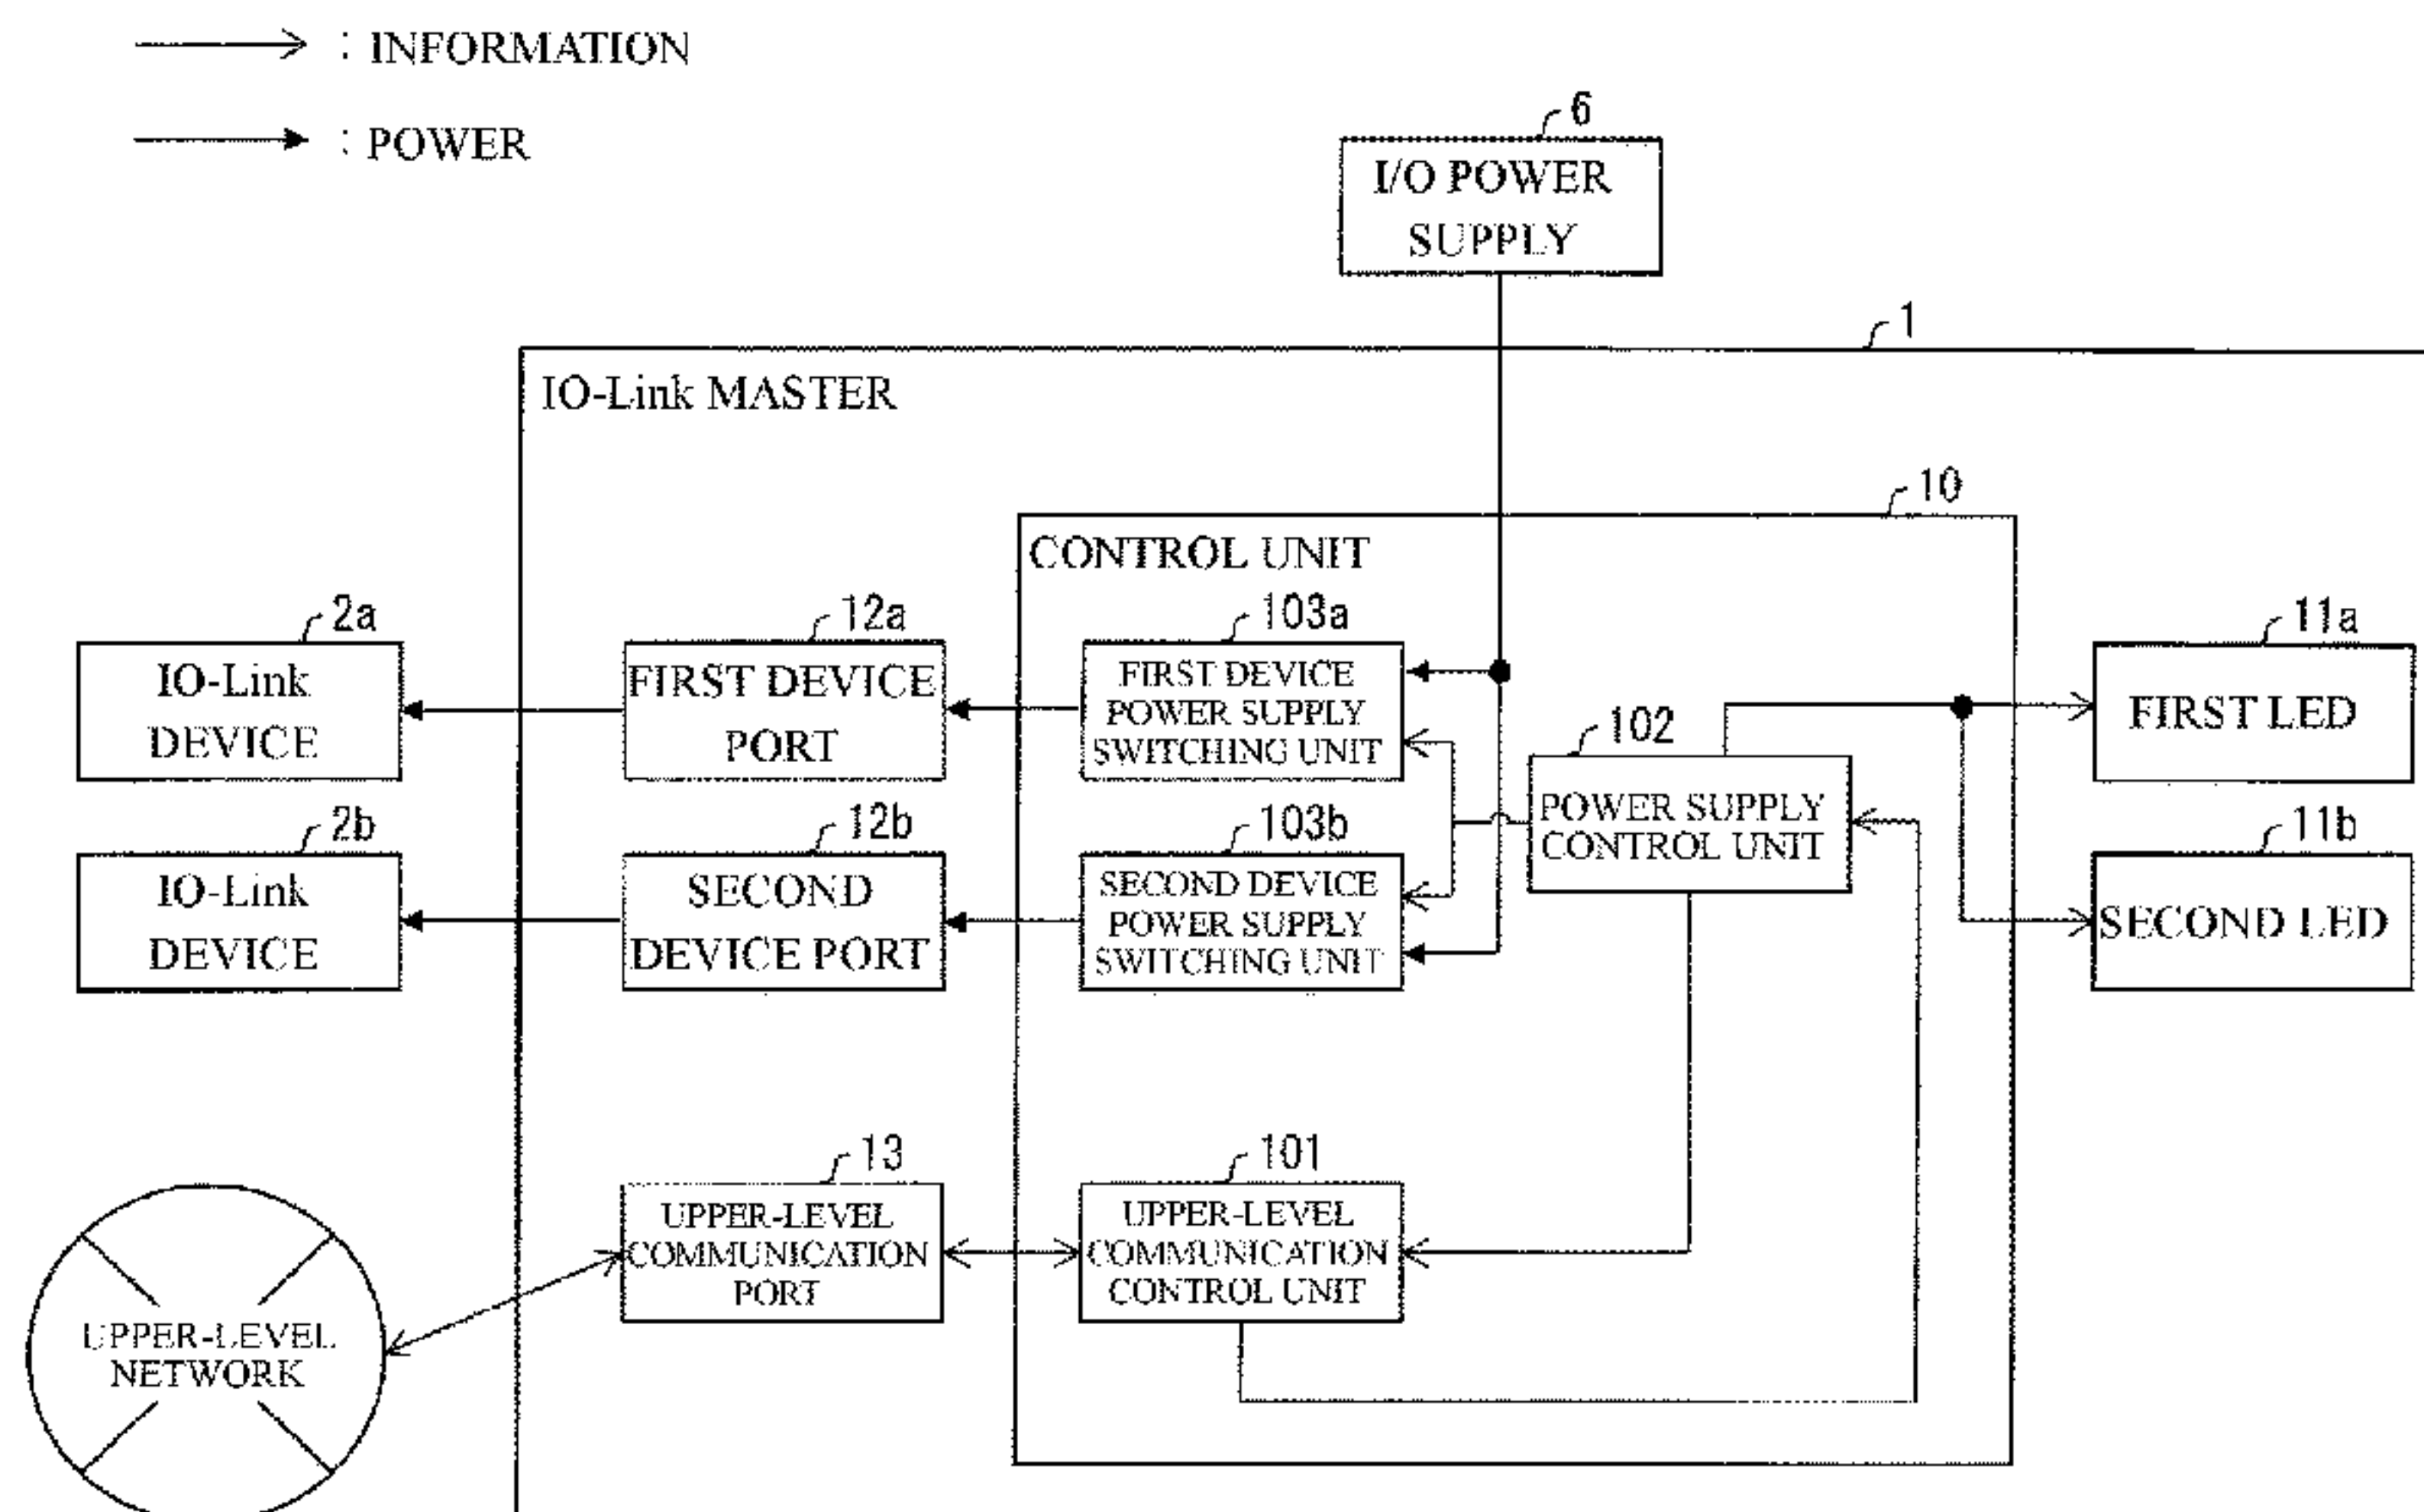 : INFORMATION
: POWER
6
I/O POWER
SUPPLY
1
IO-Link MASTER
10
CONTROL UNIT
2a
IO-Link
DEVICE
12a
FIRST DEVICE
PORT
103a
FIRST DEVICE
POWER SUPPLY
SWITCHING UNIT
102
POWER SUPPLY
CONTROL UNIT
11a
FIRST LED
2b
IO-Link
DEVICE
12b
SECOND
DEVICE PORT
103b
SECOND DEVICE
POWER SUPPLY
SWITCHING UNIT
11b
SECOND LED
13
UPPER-LEVEL
COMMUNICATION
PORT
101
UPPER-LEVEL
COMMUNICATION
CONTROL UNIT
UPPER-LEVEL
NETWORK